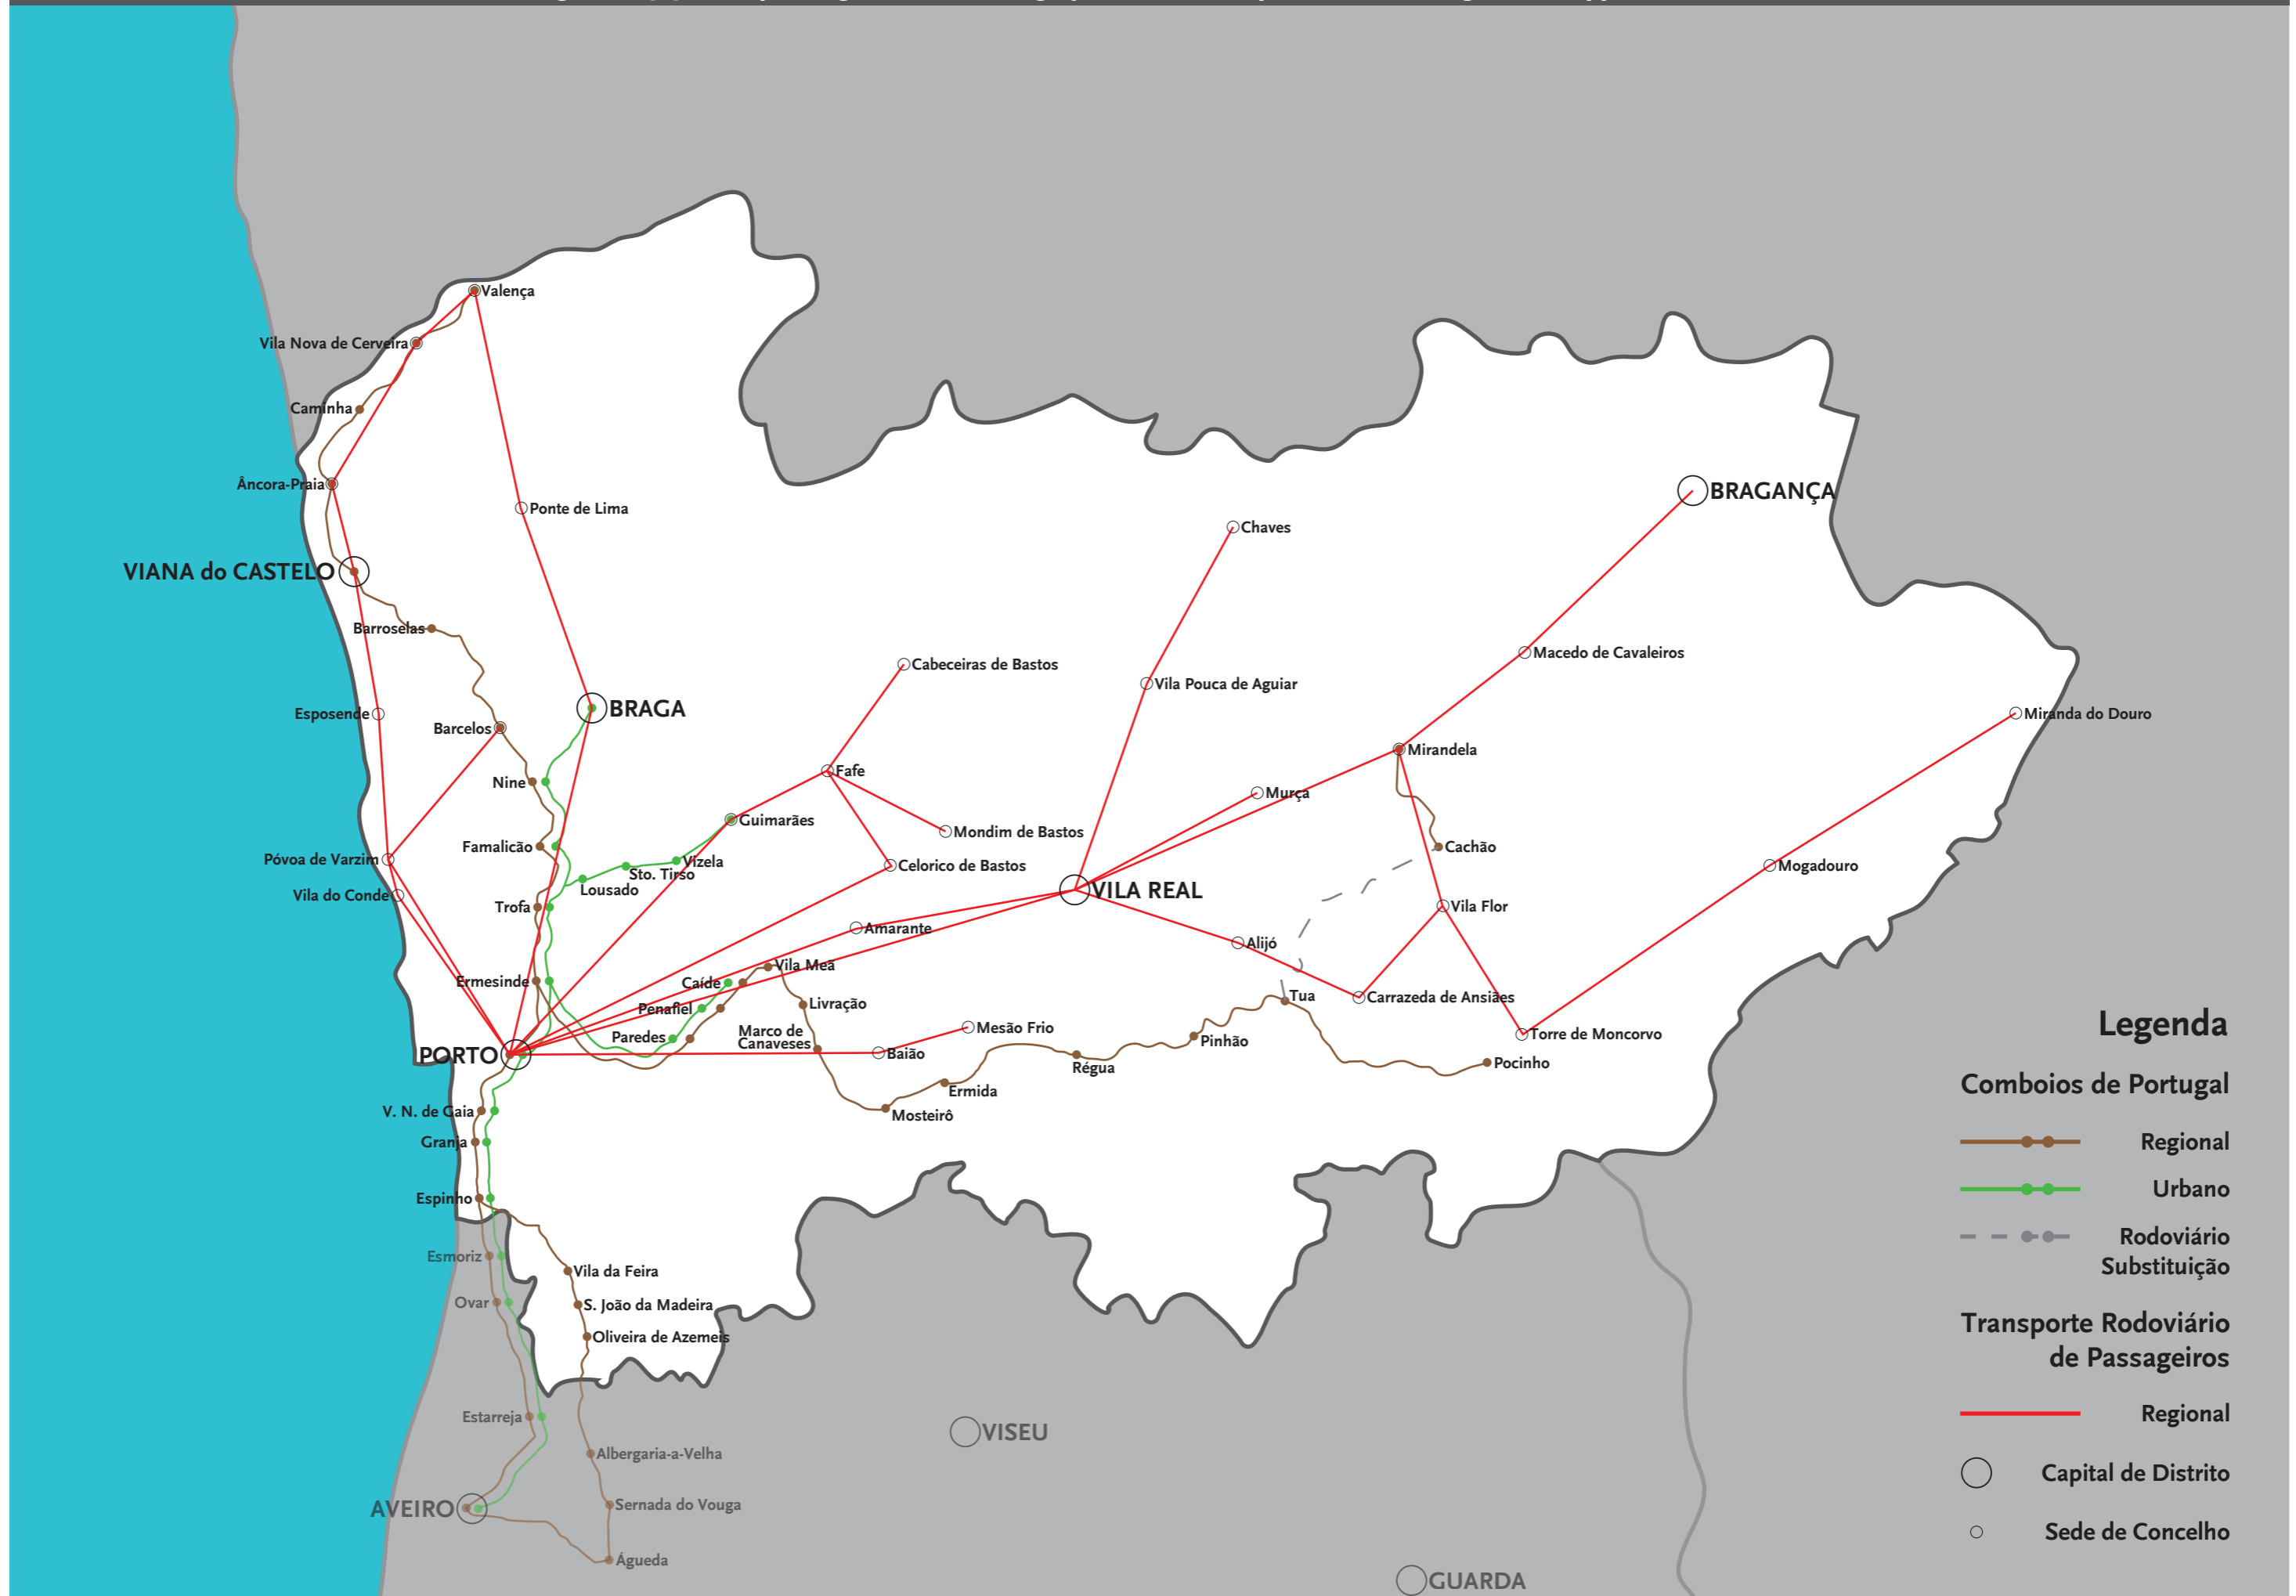 Valença
Vila Nova de Cerveira
Caminha
Âncora-Praia
BRAGANÇA
Ponte de Lima
Chaves
VIANA do CASTELO
Barroselas
Macedo de Cavaleiros
Cabeceiras de Bastos
Vila Pouca de Aguiar
BRAGA
Esposende
Miranda do Douro
Barcelos
Mirandela
Fafe
Nine
Murça
Guimarães
Mondim de Bastos
Famalicão
Cachão
Póvoa de Varzim
Vizela
Celorico de Bastos
Mogadouro
Sto. Tirso
Lousado
VILA REAL
Vila do Conde
Trofa
Vila Flor
Amarante
Alijó
Vila Meã
Ermesinde
Caíde
Tua
Carrazeda de Ansiães
Livração
Penafiel
Legenda
Mesão Frio
Marco de
Canaveses
Paredes
Torre de Moncorvo
Pinhão
PORTO
Baião
Régua
Pocinho
Comboios de Portugal
Ermida
V. N. de Gaia
Mosteirô
Granja
Regional
Urbano
Espinho
Rodoviário
Substituição
Esmoriz
Vila da Feira
Ovar
S. João da Madeira
Transporte Rodoviário
de Passageiros
Oliveira de Azemeis
Regional
Estarreja
VISEU
Albergaria-a-Velha
Capital de Distrito
Sernada do Vouga
AVEIRO
Sede de Concelho
Águeda
GUARDA